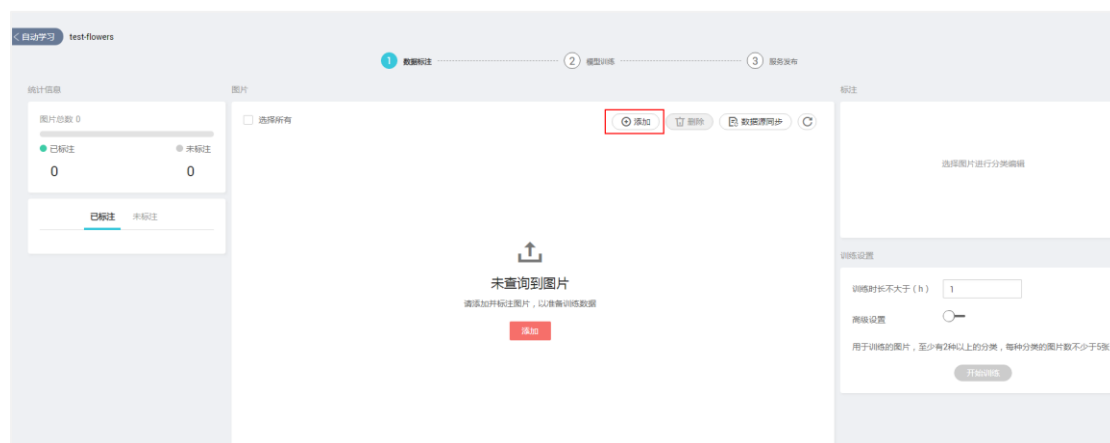 < 自动学习 test-flowers
1 数据标注 2 模型训练 3 服务发布
统计信息
图片总数 0
已标注 未标注
0 0
已标注 未标注
图片
选择所有 添加 删除 数据源同步
未查询到图片
请添加并标注图片，以准备训练数据
添加
标注
选择图片进行分类编辑
训练设置
训练时长不大于（h） 1
高级设置
用于训练的图片，至少有2种以上的分类，每种分类的图片数不少于5张
开始训练